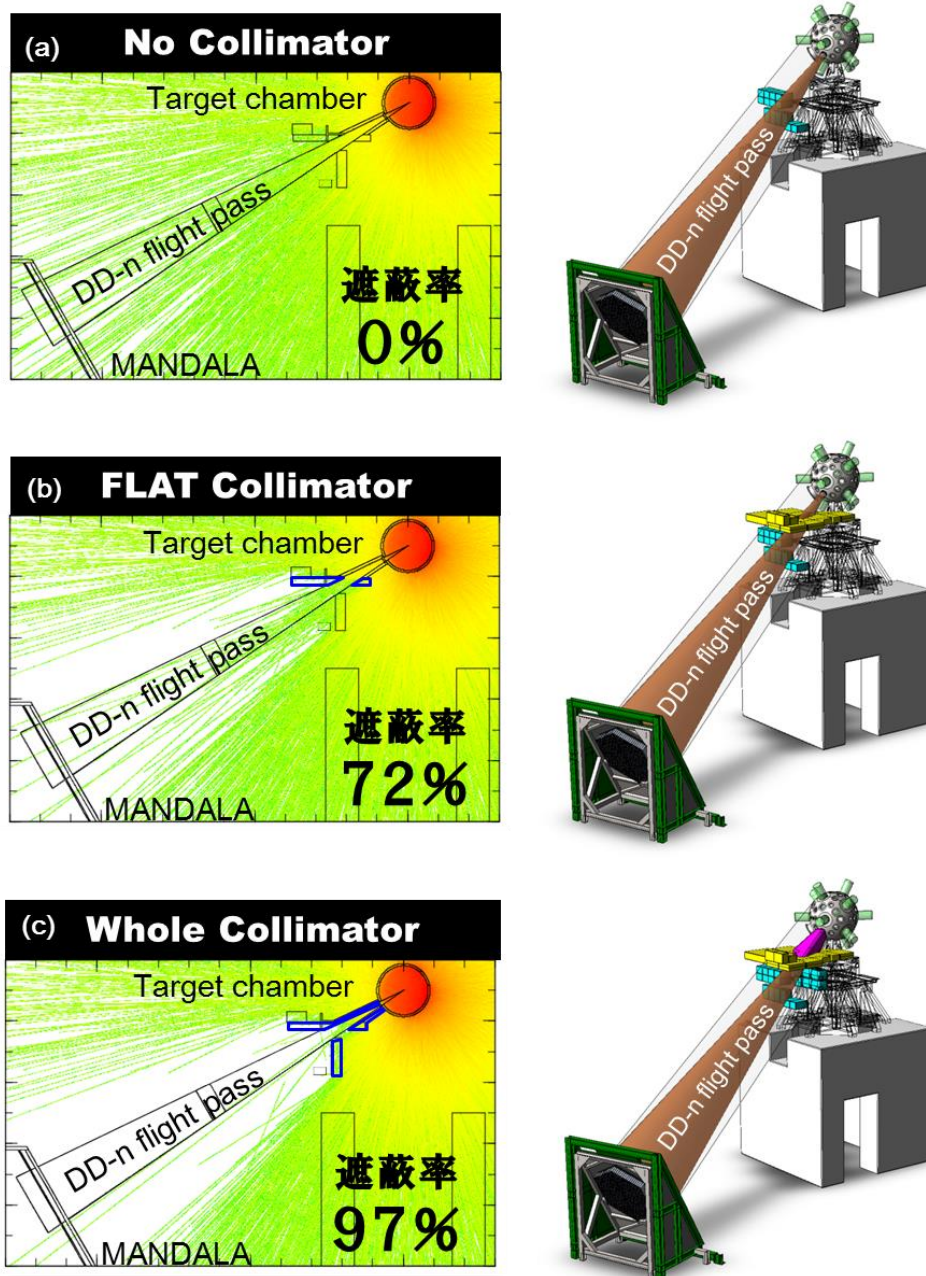 (a) No Collimator
Target chamber
DD-n flight pass
遮蔽率
0%
MANDALA
DD-n flight pass
(b) FLAT Collimator
Target chamber
DD-n flight pass
遮蔽率
72%
MANDALA
DD-n flight pass
(c) Whole Collimator
Target chamber
DD-n flight pass
遮蔽率
97%
MANDALA
DD-n flight pass